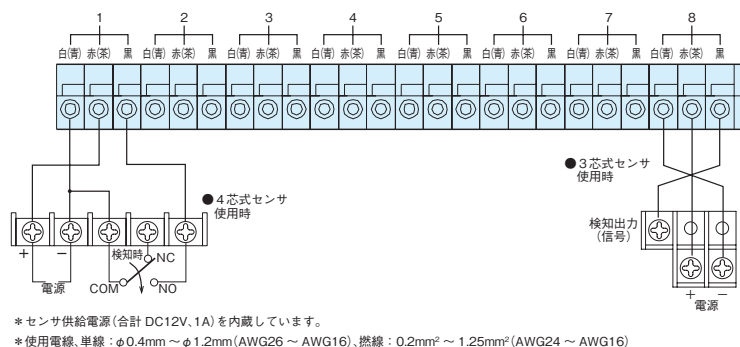 1 2 3 4 5 6 7 8
白(青) 赤(茶) 黒 白(青) 赤(茶) 黒 白(青) 赤(茶) 黒 白(青) 赤(茶) 黒 白(青) 赤(茶) 黒 白(青) 赤(茶) 黒 白(青) 赤(茶) 黒 白(青) 赤(茶) 黒
●4芯式センサ
使用時
●3芯式センサ
使用時
検知出力
(信号)
+ −
電源
検知時
NC
COM
NO
+ −
電源
*センサ供給電源(合計 DC12V、1A)を内蔵しています。
*使用電線、単線:φ0.4mm ~ φ1.2mm(AWG26 ~ AWG16)、撚線:0.2mm² ~ 1.25mm²(AWG24 ~ AWG16)